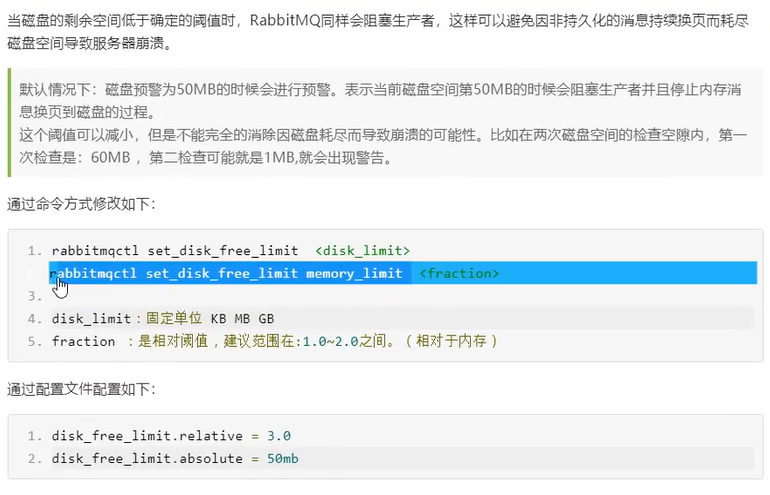 当磁盘的剩余空间低于确定的阈值时，RabbitMQ同样会阻塞生产者，这样可以避免因非持久化的消息持续换页而耗尽
磁盘空间导致服务器崩溃。
默认情况下：磁盘预警为50MB的时候会进行预警。表示当前磁盘空间第50MB的时候会阻塞生产者并且停止内存消
息换页到磁盘的过程。
这个阈值可以减小，但是不能完全的消除因磁盘耗尽而导致崩溃的可能性。比如在两次磁盘空间的检查空隙内，第一
次检查是：60MB ，第二检查可能就是1MB,就会出现警告。
通过命令方式修改如下：
1. rabbitmqctl set_disk_free_limit  <disk_limit>
rabbitmqctl set_disk_free_limit memory_limit  <fraction>
3.
4. disk_limit：固定单位 KB MB GB
5. fraction ：是相对阈值，建议范围在:1.0~2.0之间。（相对于内存）
通过配置文件配置如下：
1. disk_free_limit.relative = 3.0
2. disk_free_limit.absolute = 50mb